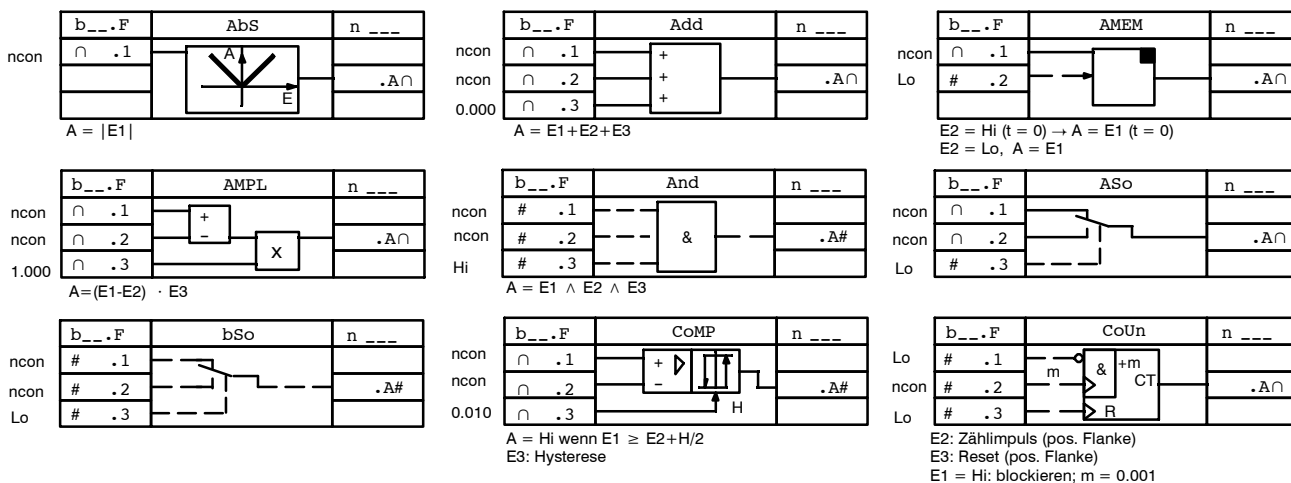 b__.F AbS n ___
ncon ∩ .1 A
.A∩
E
A = |E1|
b__.F Add n ___
ncon ∩ .1 +
ncon ∩ .2 + .A∩
0.000 ∩ .3 +
A = E1+E2+E3
b__.F AMEM n ___
ncon ∩ .1
Lo # .2 .A∩
E2 = Hi (t = 0) → A = E1 (t = 0)
E2 = Lo, A = E1
b__.F AMPL n ___
ncon ∩ .1 +
ncon ∩ .2 − .A∩
1.000 ∩ .3 X
A=(E1-E2) · E3
b__.F And n ___
ncon # .1
ncon # .2 & .A#
Hi # .3
A = E1 ∧ E2 ∧ E3
b__.F ASo n ___
ncon ∩ .1
ncon ∩ .2 .A∩
Lo # .3
b__.F bSo n ___
ncon # .1
ncon # .2 .A#
Lo # .3
b__.F CoMP n ___
ncon ∩ .1 +
ncon ∩ .2 − .A#
0.010 ∩ .3 H
A = Hi wenn E1 ≥ E2+H/2
E3: Hysterese
b__.F CoUn n ___
Lo # .1 & +m
ncon # .2 m CT .A∩
Lo # .3 R
E2: Zählimpuls (pos. Flanke)
E3: Reset (pos. Flanke)
E1 = Hi: blockieren; m = 0.001